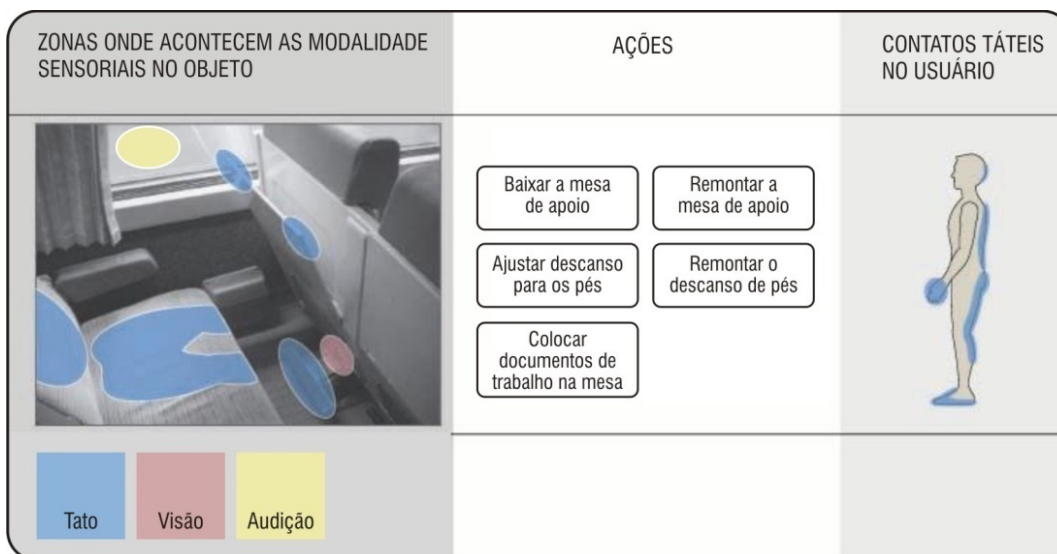 ZONAS ONDE ACONTECEM AS MODALIDADE
SENSORIAIS NO OBJETO
AÇÕES
CONTATOS TÁTEIS
NO USUÁRIO
Baixar a mesa
de apoio
Remontar a
mesa de apoio
Ajustar descanso
para os pés
Remontar o
descanso de pés
Colocar
documentos de
trabalho na mesa
Tato
Visão
Audição